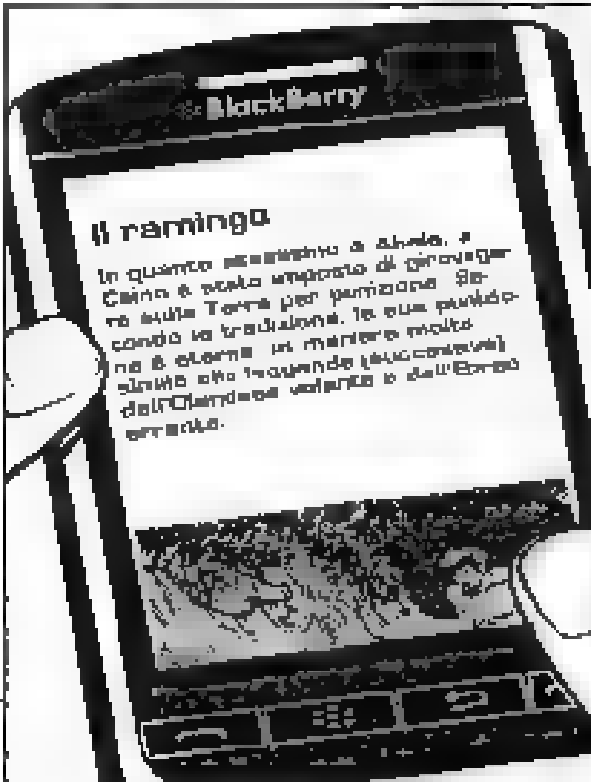 BlackBerry
Il ramingo
In quanto assassino di Abele, a
Caino è stato imposto di girovaga-
re sulla Terra per punizione. Se-
condo la tradizione, la sua punizio-
ne è eterna, in maniera molto
simile alle leggende (successive)
dell'Olandese volante e dell'Ebreo
errante.